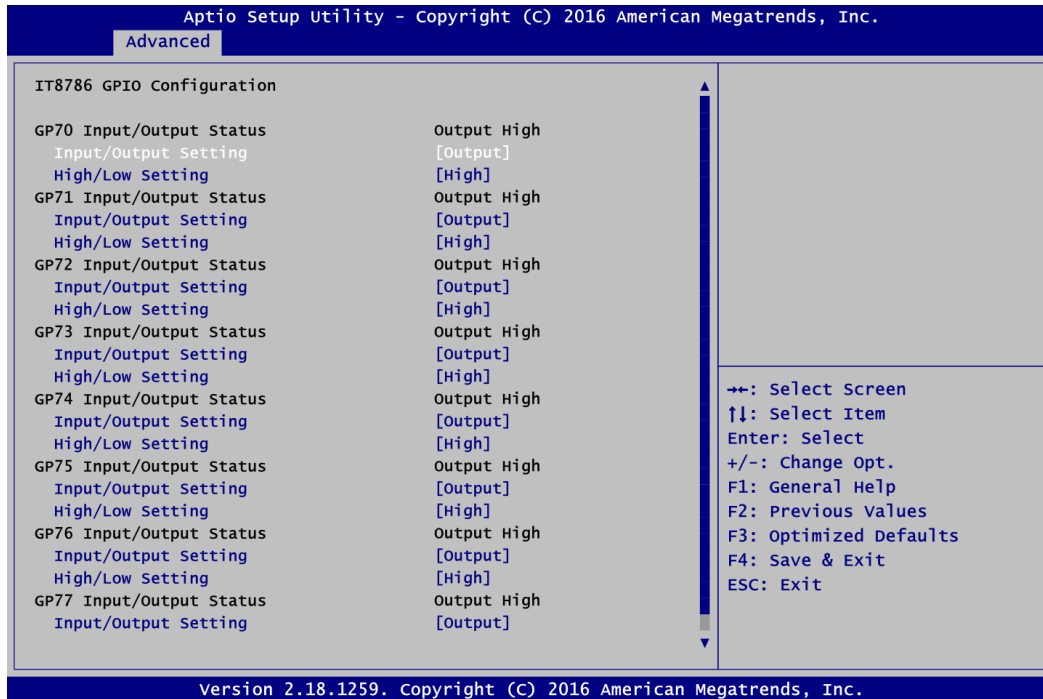 Aptio Setup Utility - Copyright (C) 2016 American Megatrends, Inc.
Advanced
IT8786 GPIO Configuration
GP70 Input/Output Status Output High
Input/Output Setting [Output]
High/Low Setting [High]
GP71 Input/Output Status Output High
Input/Output Setting [Output]
High/Low Setting [High]
GP72 Input/Output Status Output High
Input/Output Setting [Output]
High/Low Setting [High]
GP73 Input/Output Status Output High
Input/Output Setting [Output]
High/Low Setting [High]
GP74 Input/Output Status Output High
Input/Output Setting [Output]
High/Low Setting [High]
GP75 Input/Output Status Output High
Input/Output Setting [Output]
High/Low Setting [High]
GP76 Input/Output Status Output High
Input/Output Setting [Output]
High/Low Setting [High]
GP77 Input/Output Status Output High
Input/Output Setting [Output]
→←: Select Screen
↑↓: Select Item
Enter: Select
+/-: Change Opt.
F1: General Help
F2: Previous Values
F3: Optimized Defaults
F4: Save & Exit
ESC: Exit
Version 2.18.1259. Copyright (C) 2016 American Megatrends, Inc.